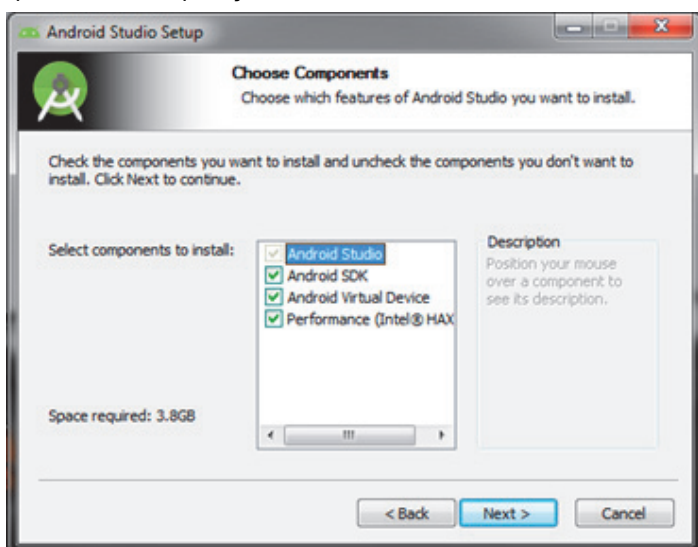 Android Studio Setup
Choose Components
Choose which features of Android Studio you want to install.
Check the components you want to install and uncheck the components you don't want to
install. Click Next to continue.
Select components to install:
Android Studio
Android SDK
Android Virtual Device
Performance (Intel® HAX
Description
Position your mouse
over a component to
see its description.
Space required: 3.8GB
< Back
Next >
Cancel